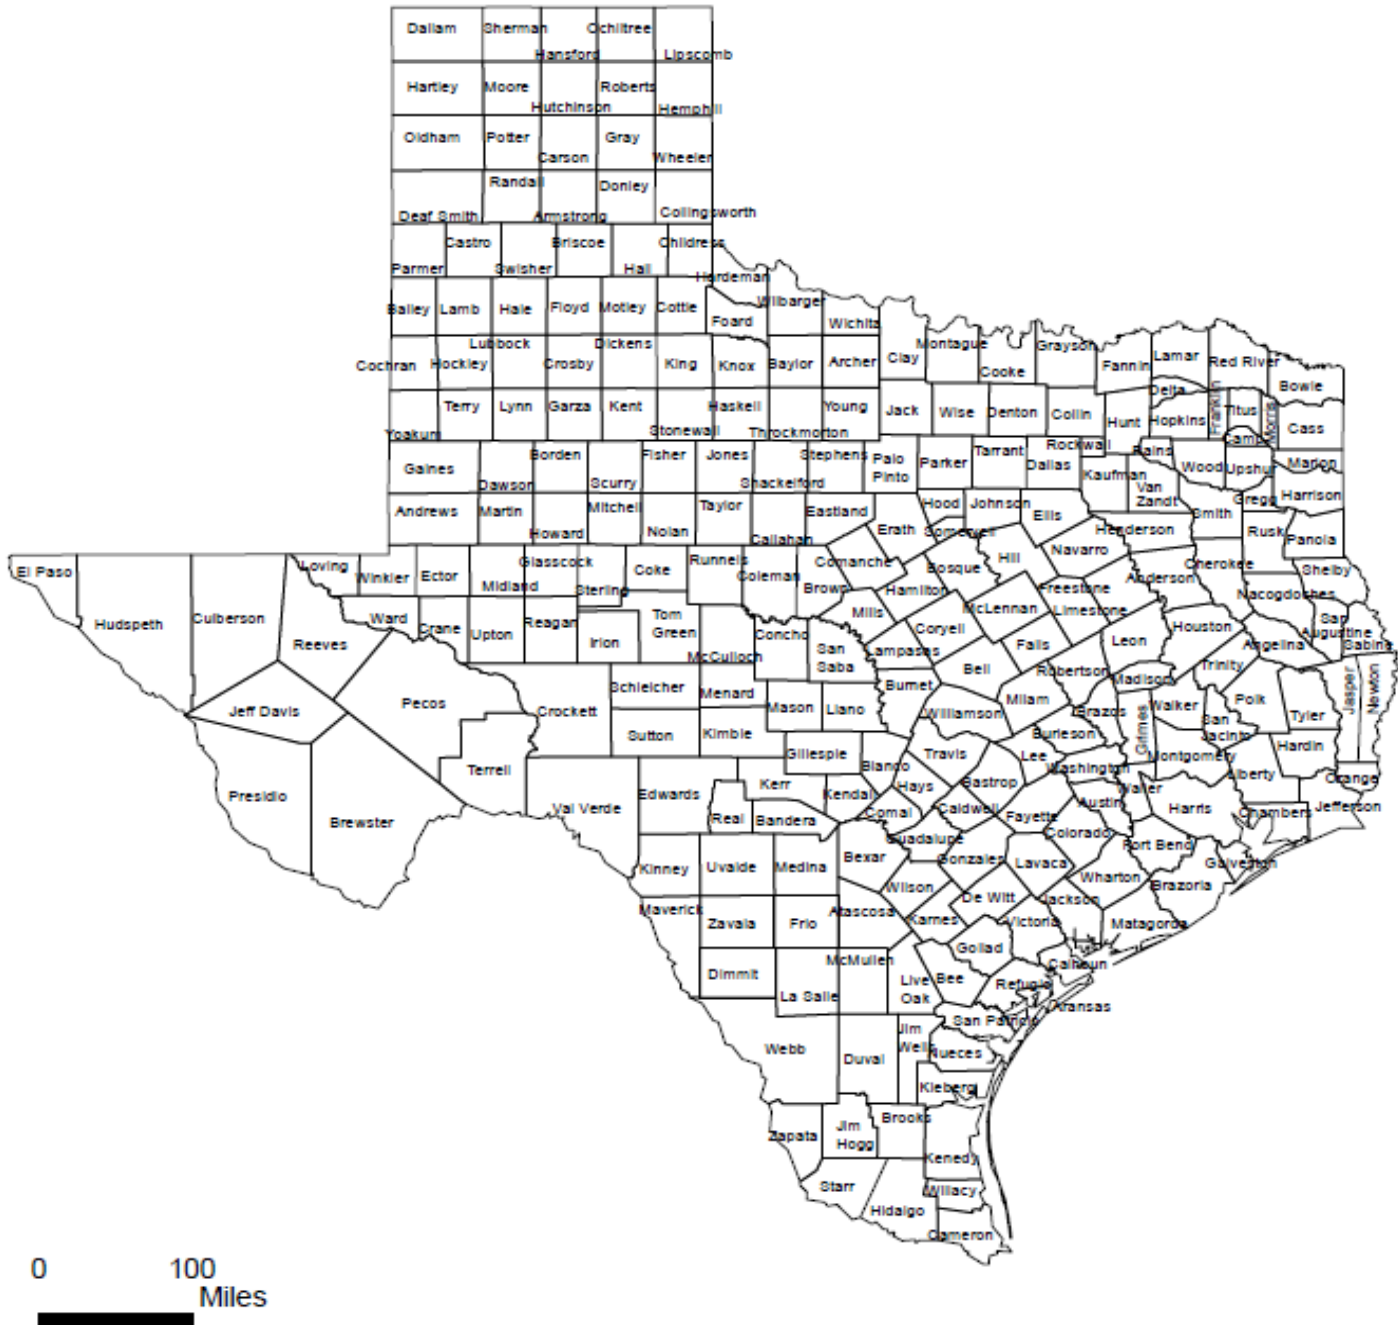 Dallam Sherman Ochiltree
Hansford Lipscomb
Hartley Moore Roberts
Hutchinson Hemphill
Oldham Potter Gray
Carson Wheeler
Randall Donley
Deaf Smith Armstrong Collingsworth
Castro Briscoe Childress
Parmer Swisher Hall
Hardeman
Bailey Lamb Hale Floyd Motley Cottle Wilbarger
Foard Wichita
Lubbock Dickens Montague Grayson
Cochran Hockley Crosby King Knox Baylor Archer Clay Cooke Fannin Lamar Red River
Delta Bowie
Terry Lynn Garza Kent Haskell Young Jack Wise Denton Collin Hunt Hopkins Franklin Titus Morris
Yoakum Stonewall Throckmorton Rockwall Camp Cass
Borden Fisher Jones Stephens Palo
Pinto Parker Tarrant Rains
Gaines Dallas Kaufman Wood Upshur Marion
Dawson Scurry Shackelford Van
Zandt
Andrews Martin Mitchell Taylor Eastland Hood Johnson Ellis Smith Gregg Harrison
Howard Nolan Callahan Erath Somervell Henderson Rusk Panola
Hill Navarro
El Paso Loving Glasscock Runnels Comanche Bosque Cherokee Shelby
Winkler Ector Midland Sterling Coke Coleman Brown Hamilton Freestone Anderson Nacogdoches
Hudspeth Culberson Ward Crane Upton Reagan Irion Tom
Green Concho Mills Coryell McLennan Limestone Houston San
Augustine
Reeves McCulloch San
Saba Lampasas Falls Leon Angelina Sabine
Schleicher Menard Burnet Bell Robertson Madison Trinity
Jeff Davis Pecos Crockett Mason Llano Williamson Milam Brazos Grimes Walker San
Jacinto Polk Tyler Jasper Newton
Sutton Kimble Burleson
Terrell Gillespie Blanco Travis Lee Washington Montgomery Hardin
Presidio Val Verde Edwards Kerr Kendall Hays Bastrop Waller Liberty Orange
Brewster Real Bandera Comal Caldwell Fayette Austin Harris Chambers Jefferson
Guadalupe Colorado Fort Bend
Kinney Uvalde Medina Bexar Gonzales Lavaca Galveston
Wilson Wharton Brazoria
Maverick Zavala Frio Atascosa Karnes De Witt Jackson
Victoria Matagorda
Goliad
Dimmit McMullen Live
Oak Bee Calhoun
La Salle Refugio Aransas
San Patricio
Webb Duval Jim
Wells Nueces
Kleberg
Zapata Jim
Hogg Brooks
Kenedy
Starr Willacy
Hidalgo
Cameron
0 100
Miles